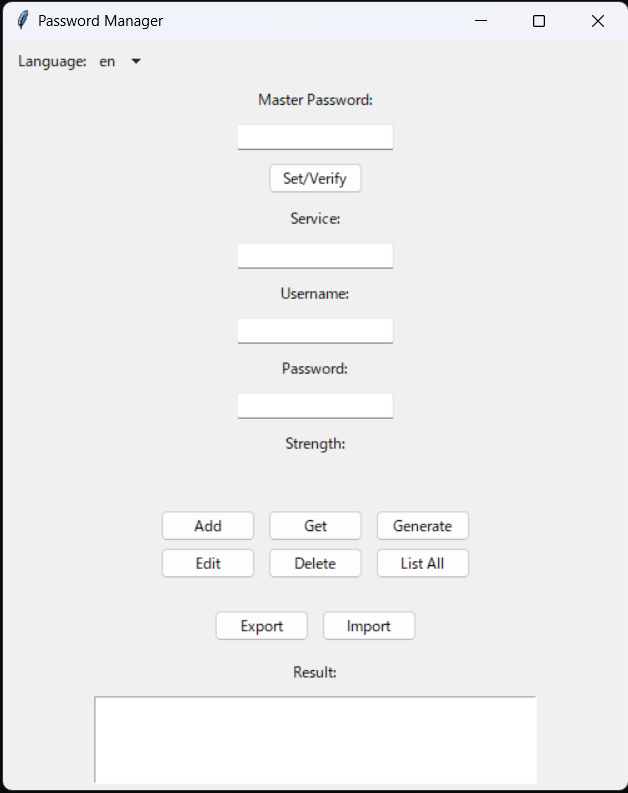 Password Manager
Language: en
Master Password:
Set/Verify
Service:
Username:
Password:
Strength:
Add Get Generate
Edit Delete List All
Export Import
Result: